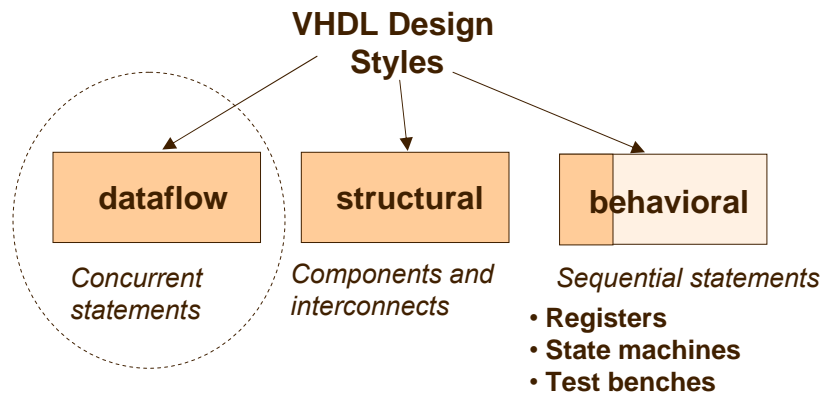 VHDL Design
Styles
dataflow
structural
behavioral
Concurrent
statements
Components and
interconnects
Sequential statements
• Registers
• State machines
• Test benches